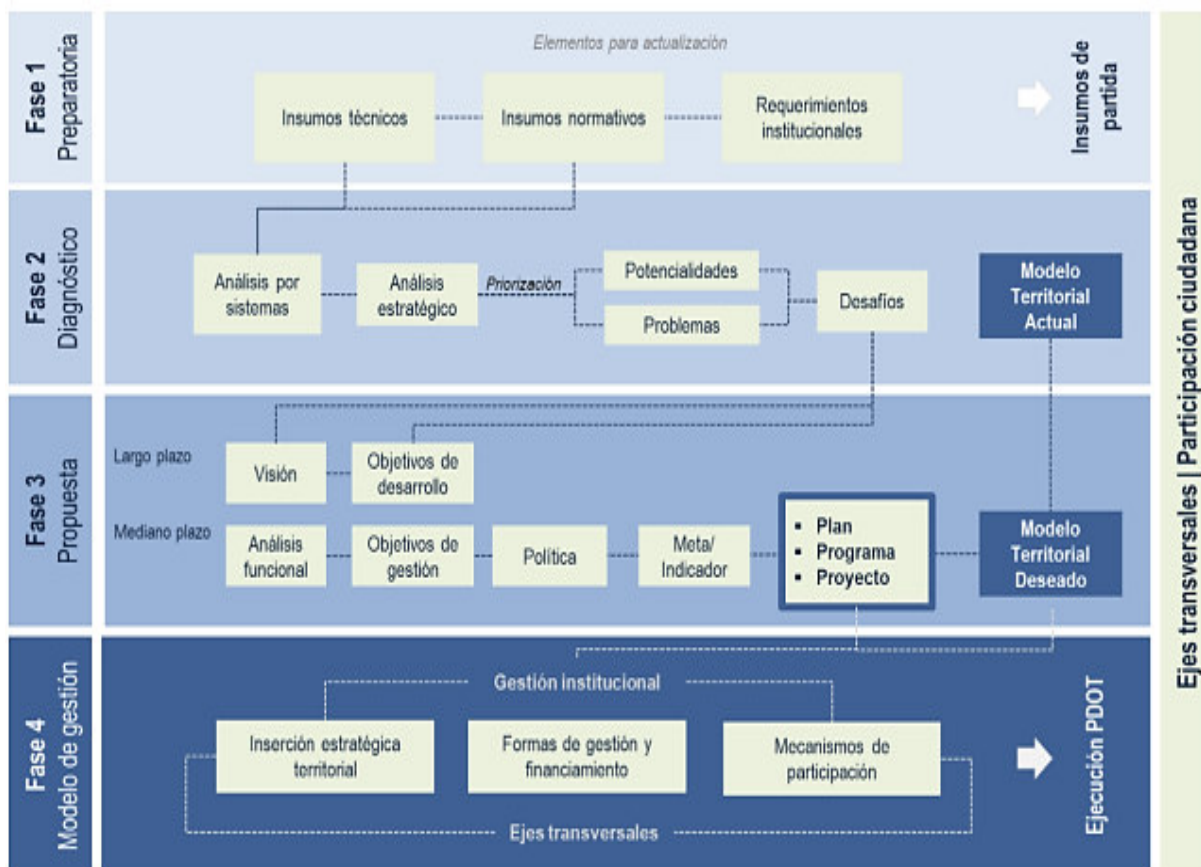 Fase 1
Preparatoria
Elementos para actualización
Insumos técnicos
Insumos normativos
Requerimientos
institucionales
Insumos de
partida
Fase 2
Diagnóstico
Análisis por
sistemas
Análisis
estratégico
Priorización
Potencialidades
Problemas
Desafíos
Modelo
Territorial
Actual
Fase 3
Propuesta
Largo plazo
Visión
Objetivos de
desarrollo
Mediano plazo
Análisis
funcional
Objetivos de
gestión
Política
Meta/
Indicador
▪ Plan
▪ Programa
▪ Proyecto
Modelo
Territorial
Deseado
Fase 4
Modelo de gestión
Gestión institucional
Inserción estratégica
territorial
Formas de gestión y
financiamiento
Mecanismos de
participación
Ejes transversales
Ejecución PDOT
Ejes transversales | Participación ciudadana